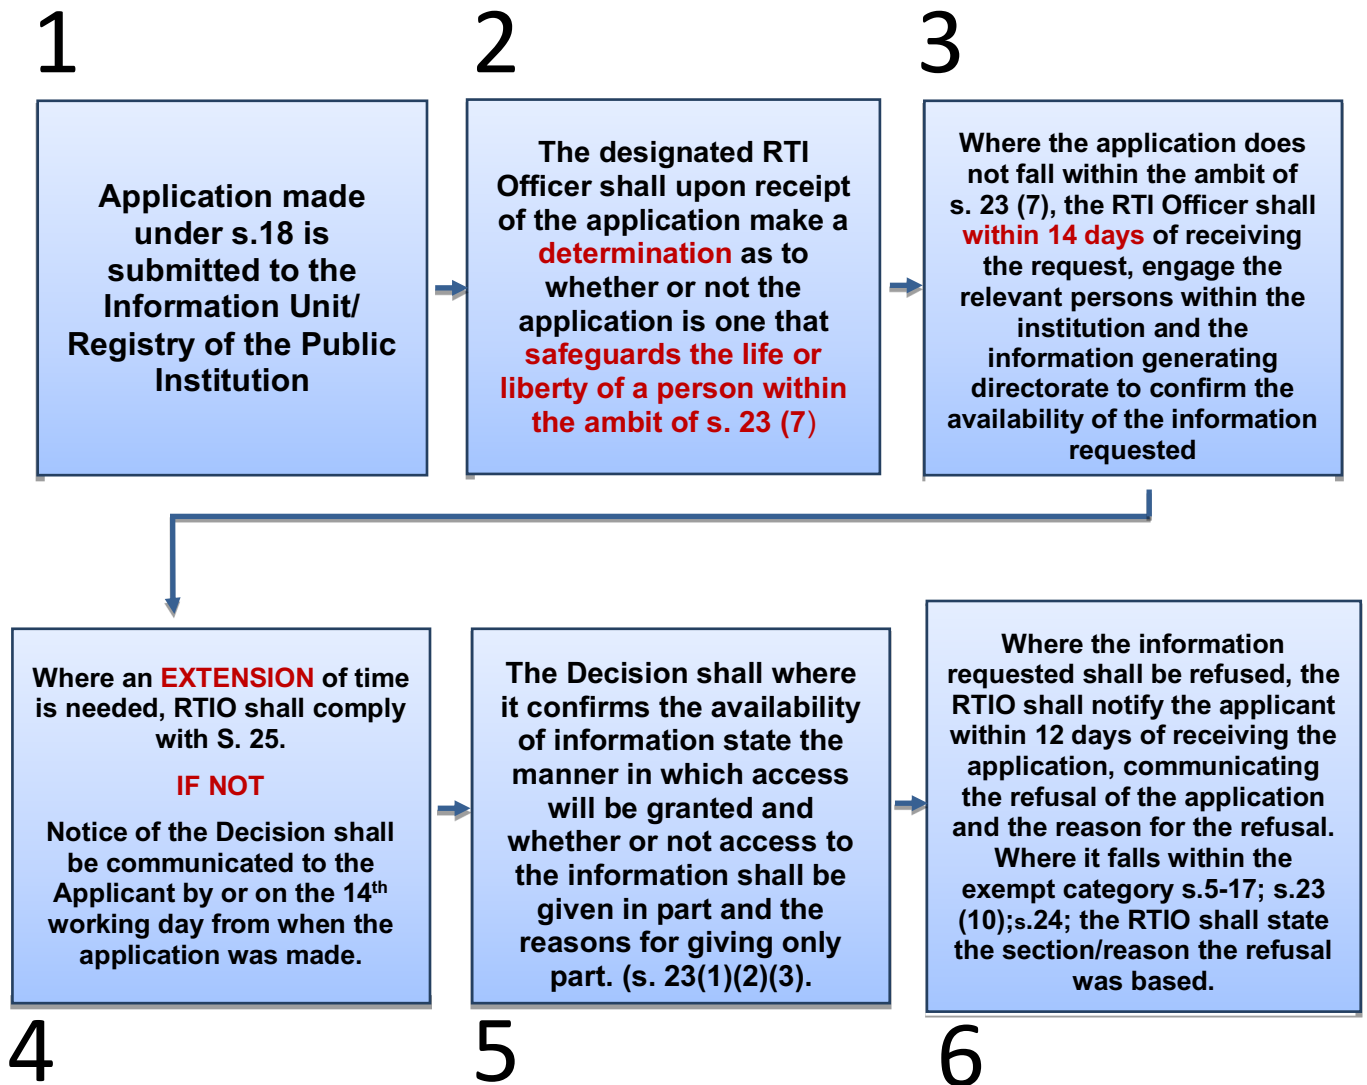 1
2
3
Application made
under s.18 is
submitted to the
Information Unit/
Registry of the Public
Institution
The designated RTI
Officer shall upon receipt
of the application make a
determination as to
whether or not the
application is one that
safeguards the life or
liberty of a person within
the ambit of s. 23 (7)
Where the application does
not fall within the ambit of
s. 23 (7), the RTI Officer shall
within 14 days of receiving
the request, engage the
relevant persons within the
institution and the
information generating
directorate to confirm the
availability of the information
requested
Where an EXTENSION of time
is needed, RTIO shall comply
with S. 25.
IF NOT
Notice of the Decision shall
be communicated to the
Applicant by or on the 14th
working day from when the
application was made.
The Decision shall where
it confirms the availability
of information state the
manner in which access
will be granted and
whether or not access to
the information shall be
given in part and the
reasons for giving only
part. (s. 23(1)(2)(3).
Where the information
requested shall be refused, the
RTIO shall notify the applicant
within 12 days of receiving the
application, communicating
the refusal of the application
and the reason for the refusal.
Where it falls within the
exempt category s.5-17; s.23
(10);s.24; the RTIO shall state
the section/reason the refusal
was based.
4
5
6